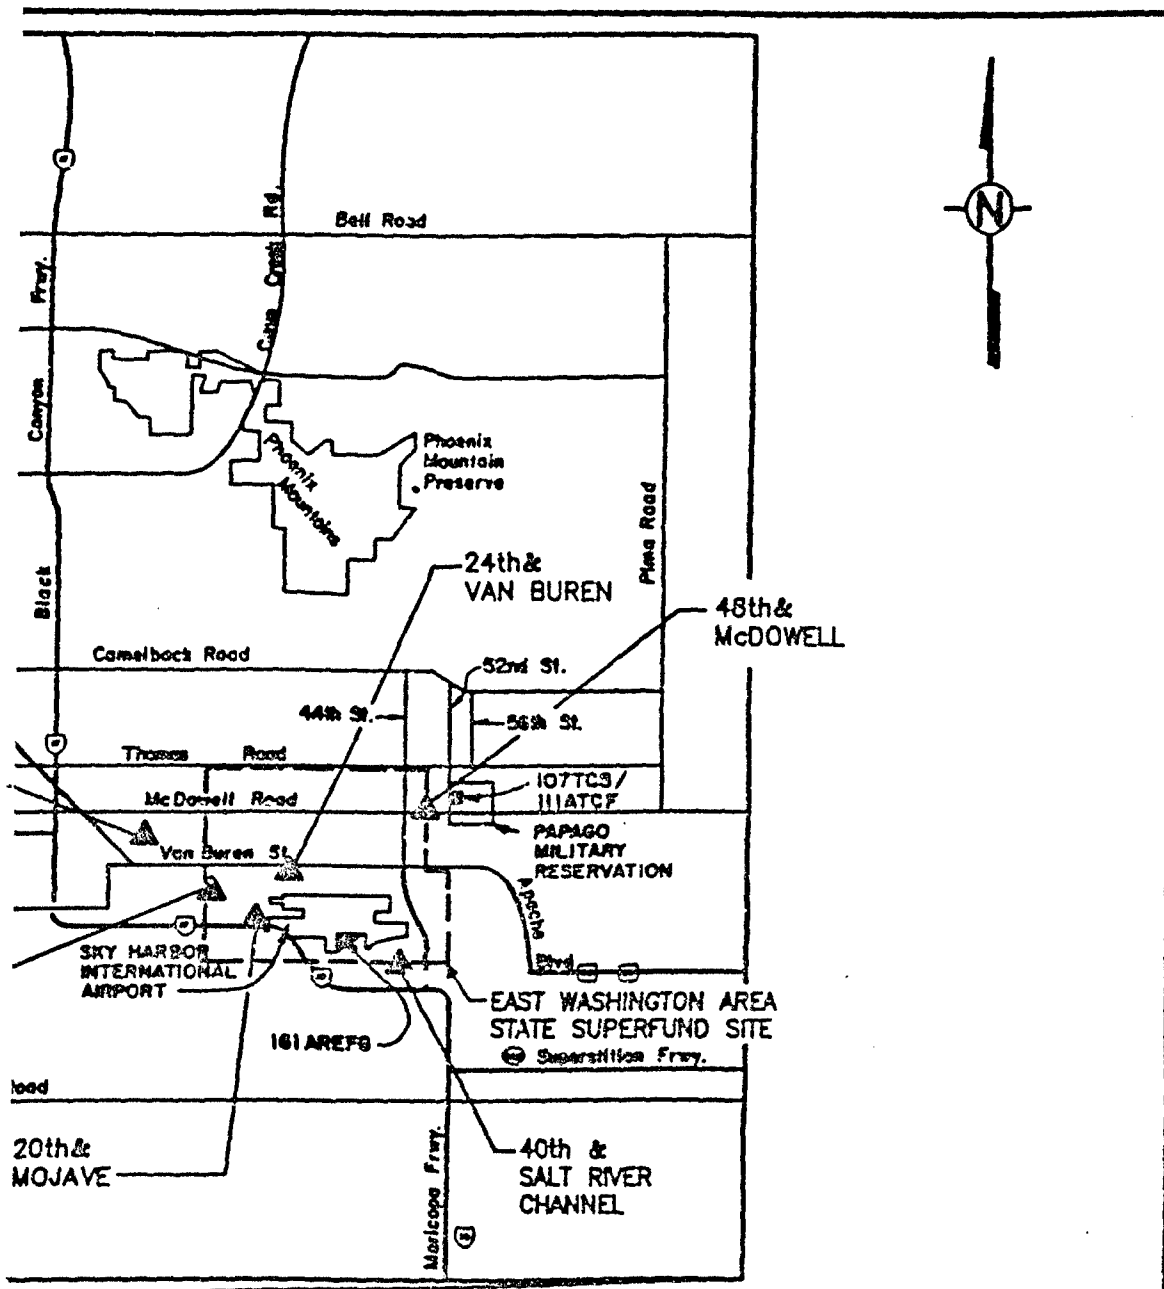 N
Bell Road
Cave Creek Rd.
Black Canyon Frwy.
Phoenix
Mountain
Preserve
Phoenix
Mountains
Pima Road
24th &
VAN BUREN
48th &
McDOWELL
Camelback Road
52nd St.
44th St.
56th St.
Thomas Road
107TCS/
111ATCF
McDowell Road
PAPAGO
MILITARY
RESERVATION
Van Buren St.
Apache
Blvd
SKY HARBOR
INTERNATIONAL
AIRPORT
EAST WASHINGTON AREA
STATE SUPERFUND SITE
161 AREFG
Superstition Frwy.
Road
20th &
MOJAVE
40th &
SALT RIVER
CHANNEL
Maricopa Frwy.